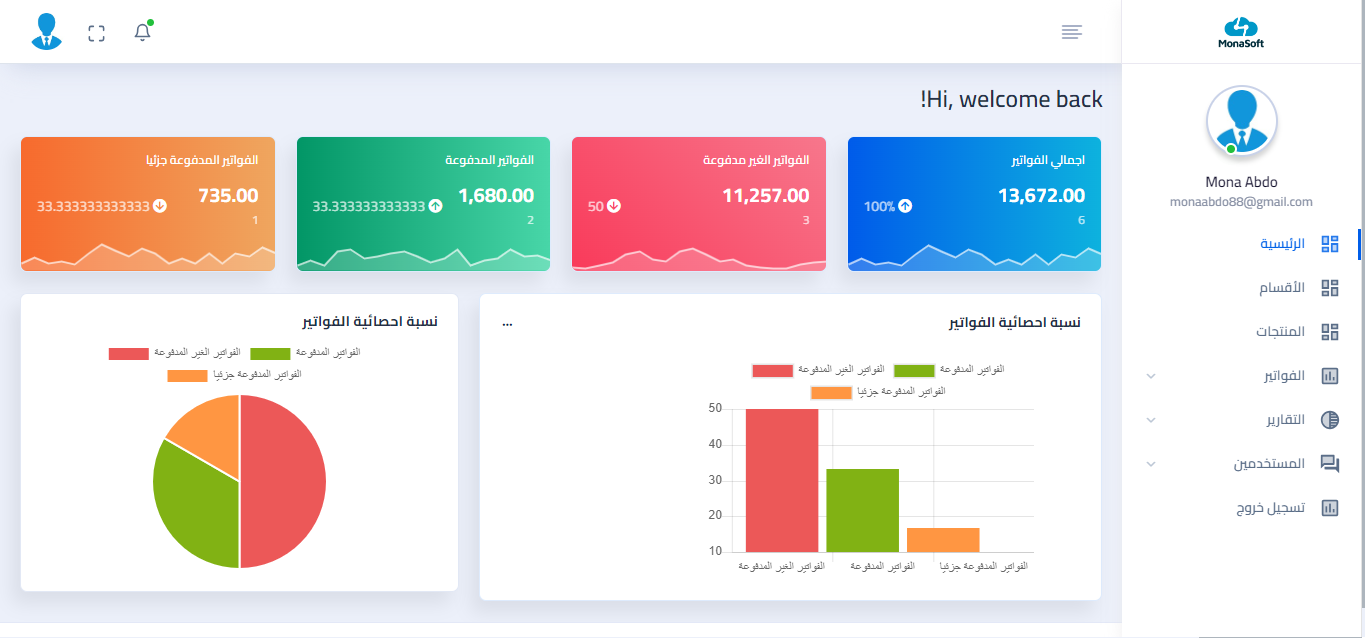 MonaSoft
Mona Abdo
monaabdo88@gmail.com
الرئيسية
الأقسام
المنتجات
الفواتير
التقارير
المستخدمين
تسجيل خروج
!Hi, welcome back
اجمالي الفواتير
13,672.00
100%
6
الفواتير الغير مدفوعة
11,257.00
50
3
الفواتير المدفوعة
1,680.00
33.333333333333
2
الفواتير المدفوعة جزئيا
735.00
33.333333333333
1
نسبة احصائية الفواتير
...
الفواتير الغير المدفوعة
الفواتير المدفوعة
الفواتير المدفوعة جزئيا
50
40
30
20
10
الفواتير الغير المدفوعة
الفواتير المدفوعة
الفواتير المدفوعة جزئيا
نسبة احصائية الفواتير
الفواتير الغير المدفوعة
الفواتير المدفوعة
الفواتير المدفوعة جزئيا